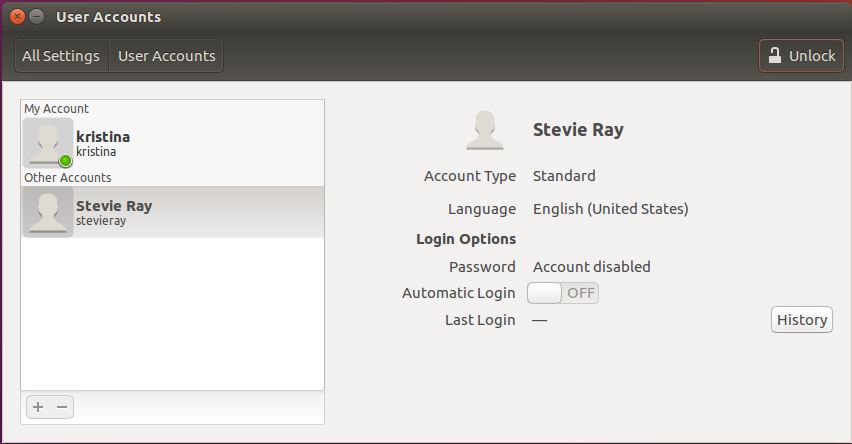 User Accounts
All Settings User Accounts Unlock
My Account
kristina
kristina
Other Accounts
Stevie Ray
stevieray
Stevie Ray
Account Type Standard
Language English (United States)
Login Options
Password Account disabled
Automatic Login OFF
Last Login — History
+ −